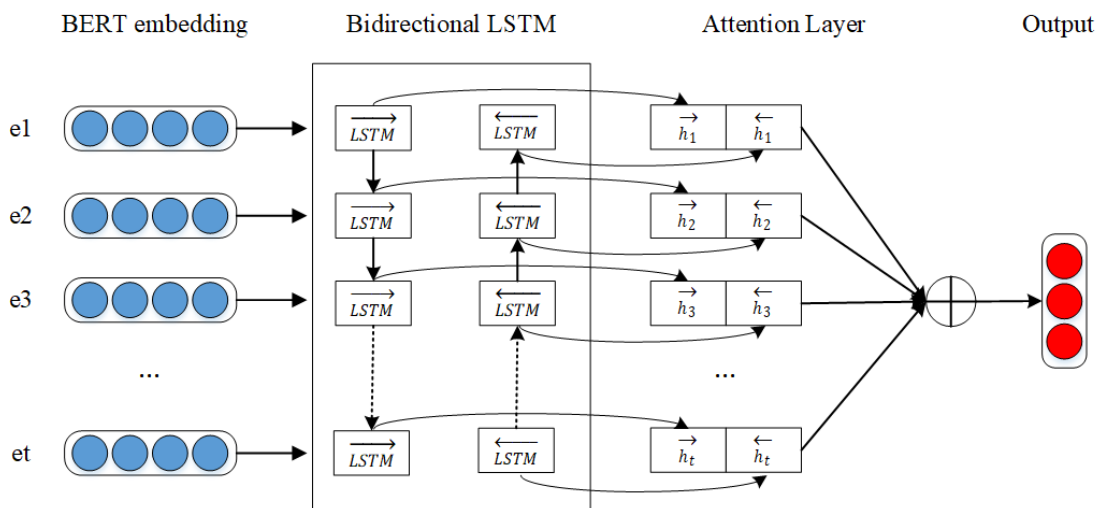 BERT embedding Bidirectional LSTM Attention Layer Output
e1 LSTM LSTM h₁ h₁
e2 LSTM LSTM h₂ h₂
e3 LSTM LSTM h₃ h₃
... ...
et LSTM LSTM hₜ hₜ